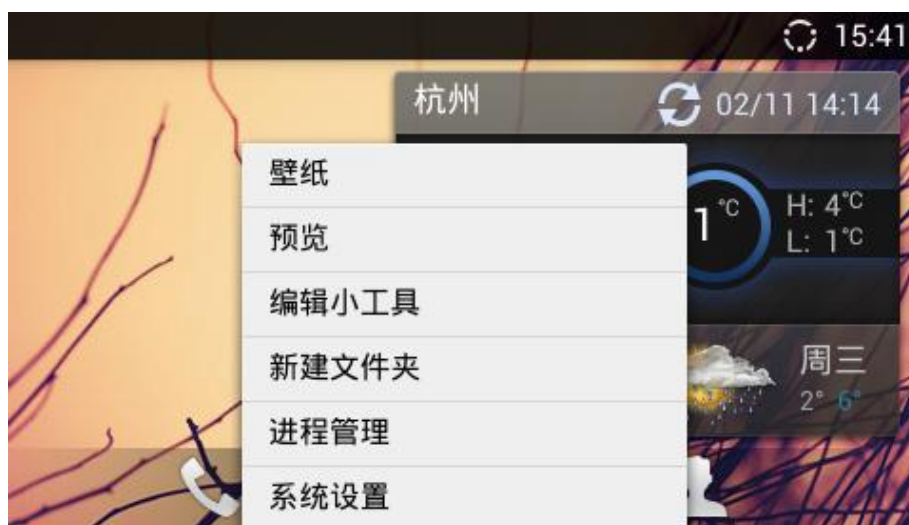 15:41
杭州 02/11 14:14
壁纸
预览
编辑小工具
新建文件夹
进程管理
系统设置
1℃
H: 4℃
L: 1℃
周三
2° 6°